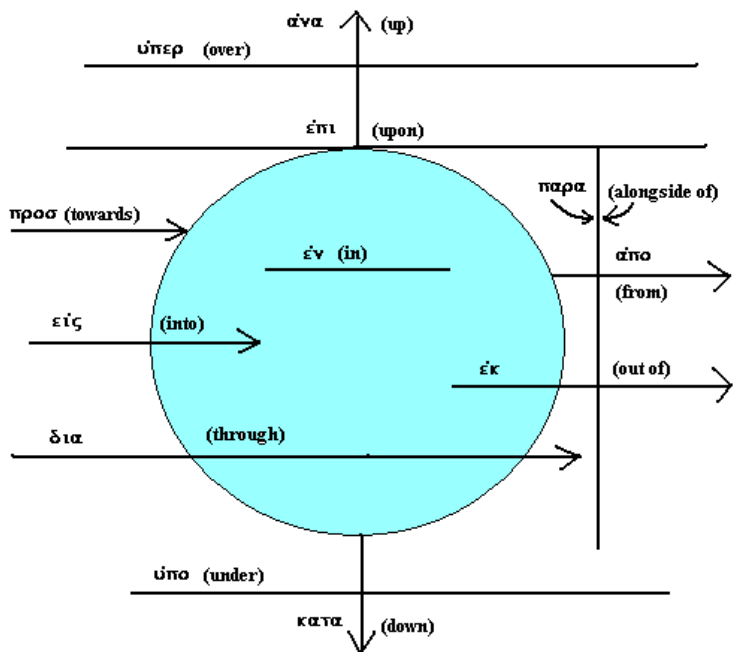 ἀνα (up)
ὑπερ (over)
ἐπι (upon)
παρα (alongside of)
προσ (towards)
ἐν (in)
ἀπο
(from)
εἰς (into)
ἐκ (out of)
δια (through)
ὑπο (under)
κατα (down)